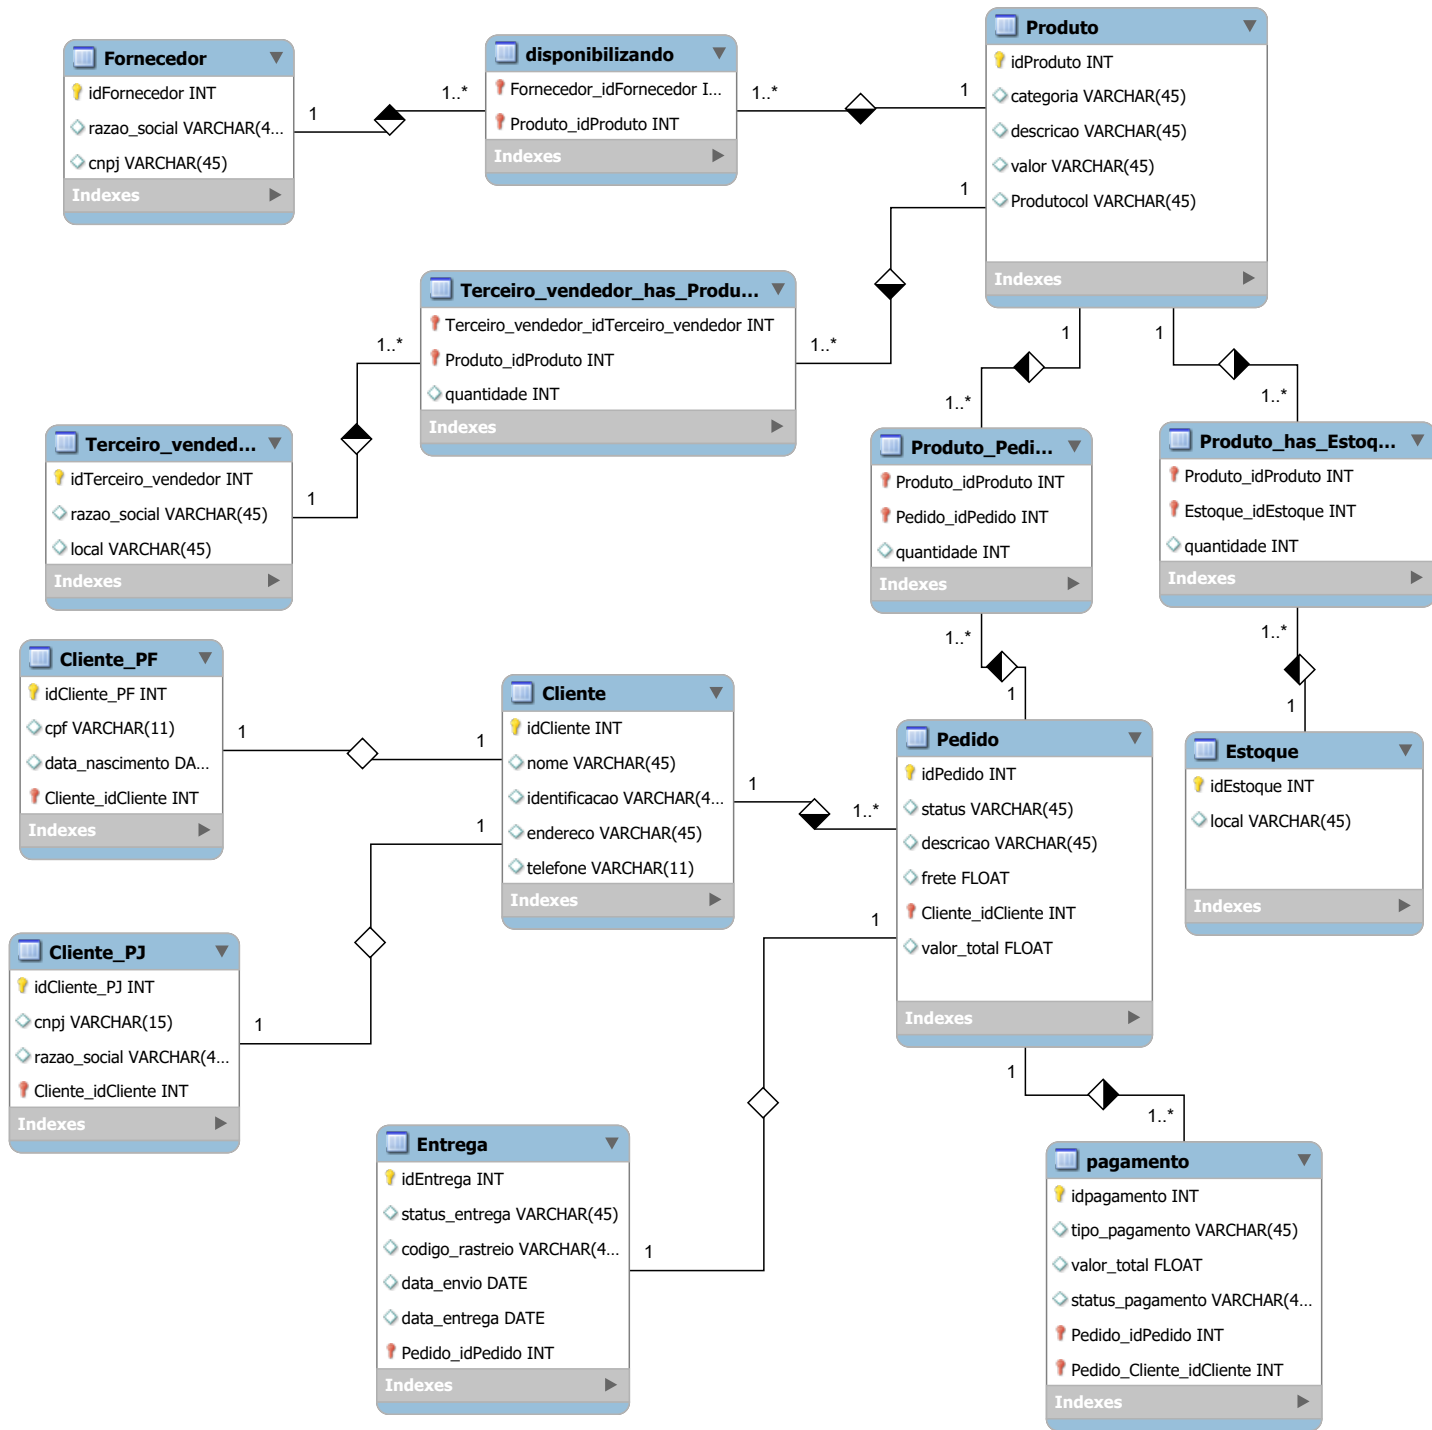 Fornecedor
idFornecedor INT
razao_social VARCHAR(4...
cnpj VARCHAR(45)
Indexes
1
1..*
disponibilizando
Fornecedor_idFornecedor I...
Produto_idProduto INT
Indexes
1..*
1
Produto
idProduto INT
categoria VARCHAR(45)
descricao VARCHAR(45)
valor VARCHAR(45)
Produtocol VARCHAR(45)
Indexes
1
1..*
Terceiro_vendedor_has_Produ...
Terceiro_vendedor_idTerceiro_vendedor INT
Produto_idProduto INT
quantidade INT
Indexes
1..*
1
Terceiro_vended...
idTerceiro_vendedor INT
razao_social VARCHAR(45)
local VARCHAR(45)
Indexes
1
1..*
Produto_Pedi...
Produto_idProduto INT
Pedido_idPedido INT
quantidade INT
Indexes
1..*
1
1
1..*
Produto_has_Estoq...
Produto_idProduto INT
Estoque_idEstoque INT
quantidade INT
Indexes
1..*
1
Cliente_PF
idCliente_PF INT
cpf VARCHAR(11)
data_nascimento DA...
Cliente_idCliente INT
Indexes
1
1
Cliente
idCliente INT
nome VARCHAR(45)
identificacao VARCHAR(4...
endereco VARCHAR(45)
telefone VARCHAR(11)
Indexes
1
1
1..*
Pedido
idPedido INT
status VARCHAR(45)
descricao VARCHAR(45)
frete FLOAT
Cliente_idCliente INT
valor_total FLOAT
Indexes
1
Estoque
idEstoque INT
local VARCHAR(45)
Indexes
Cliente_PJ
idCliente_PJ INT
cnpj VARCHAR(15)
razao_social VARCHAR(4...
Cliente_idCliente INT
Indexes
1
Entrega
idEntrega INT
status_entrega VARCHAR(45)
codigo_rastreio VARCHAR(4...
data_envio DATE
data_entrega DATE
Pedido_idPedido INT
Indexes
1
1
1..*
pagamento
idpagamento INT
tipo_pagamento VARCHAR(45)
valor_total FLOAT
status_pagamento VARCHAR(4...
Pedido_idPedido INT
Pedido_Cliente_idCliente INT
Indexes